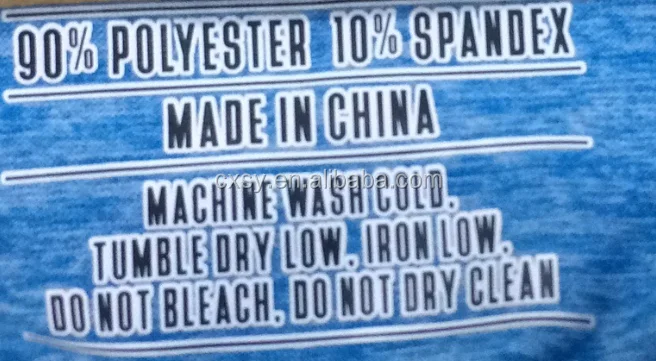 90% POLYESTER 10% SPANDEX
MADE IN CHINA
cxsy.en.alibaba.com
MACHINE WASH COLD.
TUMBLE DRY LOW. IRON LOW.
DO NOT BLEACH. DO NOT DRY CLEAN